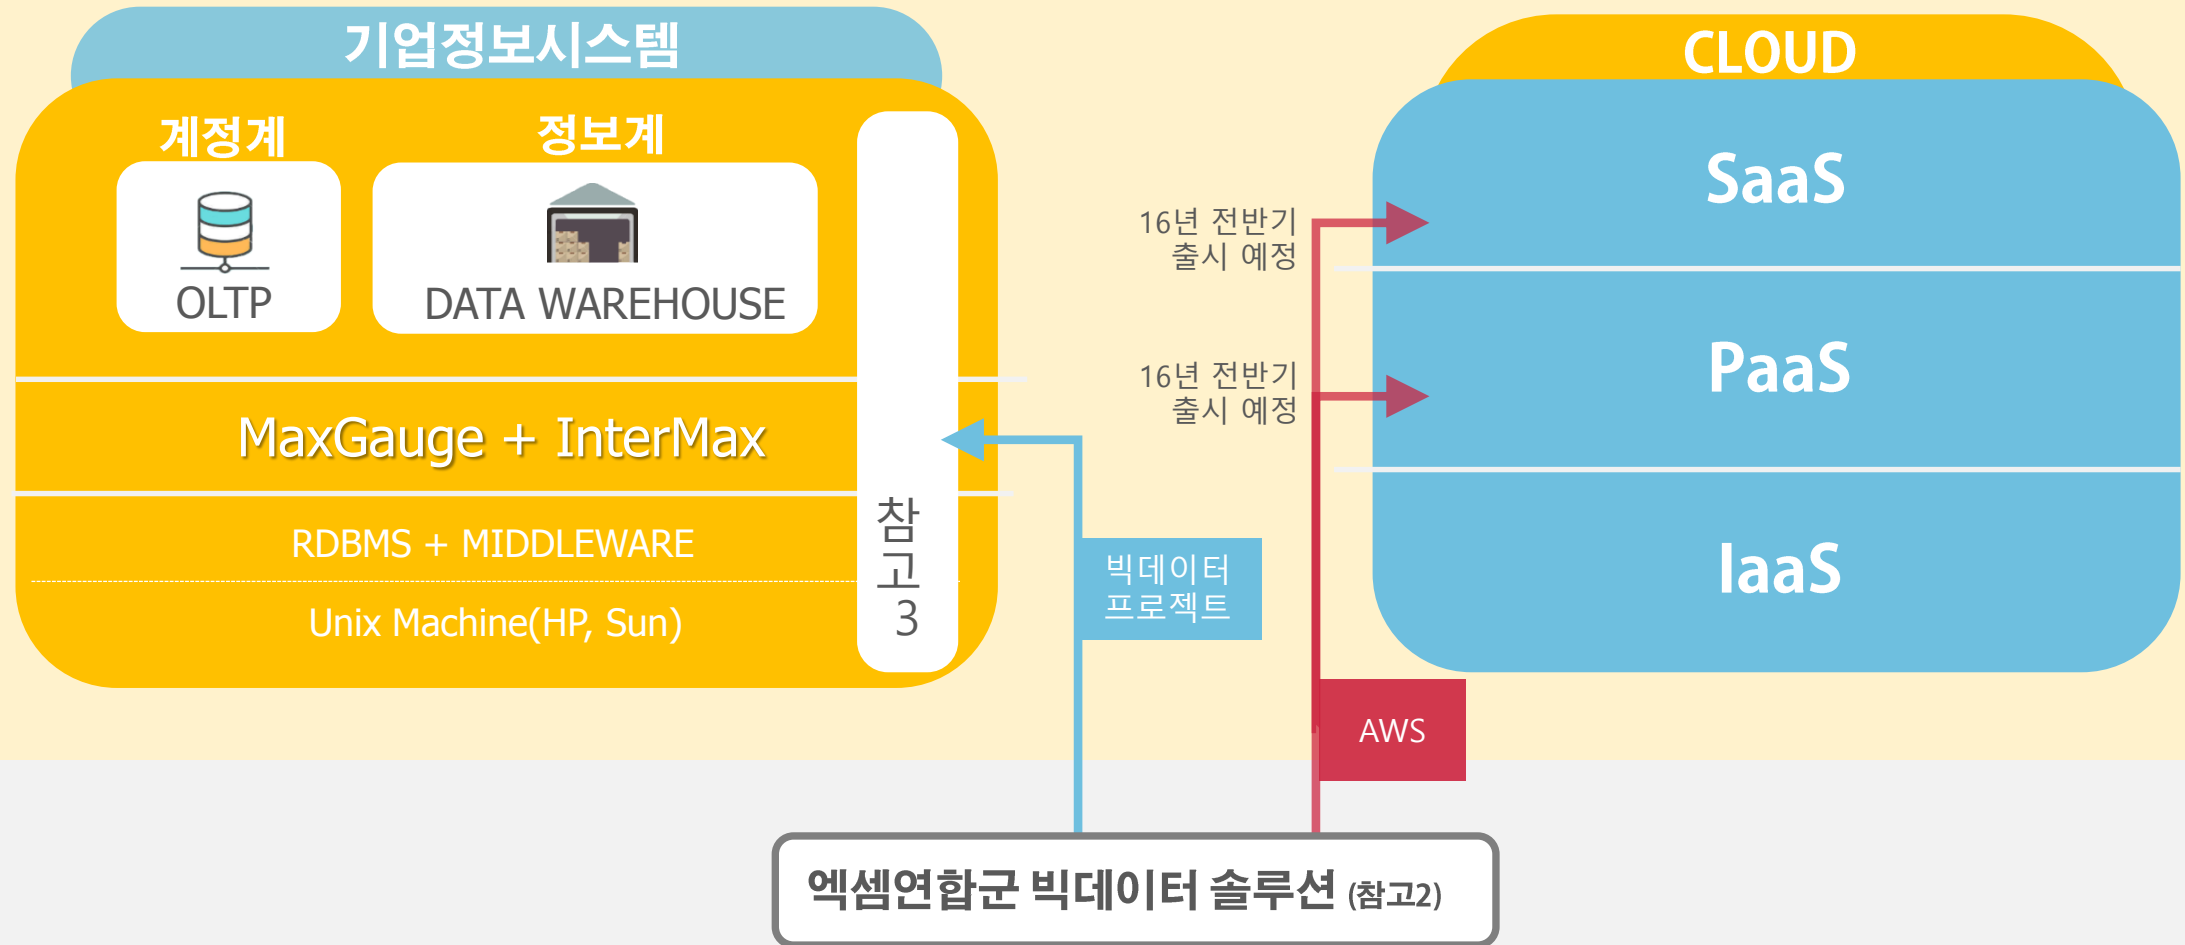 기업정보시스템
계정계
정보계
OLTP
DATA WAREHOUSE
MaxGauge + InterMax
RDBMS + MIDDLEWARE
Unix Machine(HP, Sun)
참
고
3
빅데이터
프로젝트
16년 전반기
출시 예정
16년 전반기
출시 예정
AWS
CLOUD
SaaS
PaaS
IaaS
엑셈연합군 빅데이터 솔루션 (참고2)